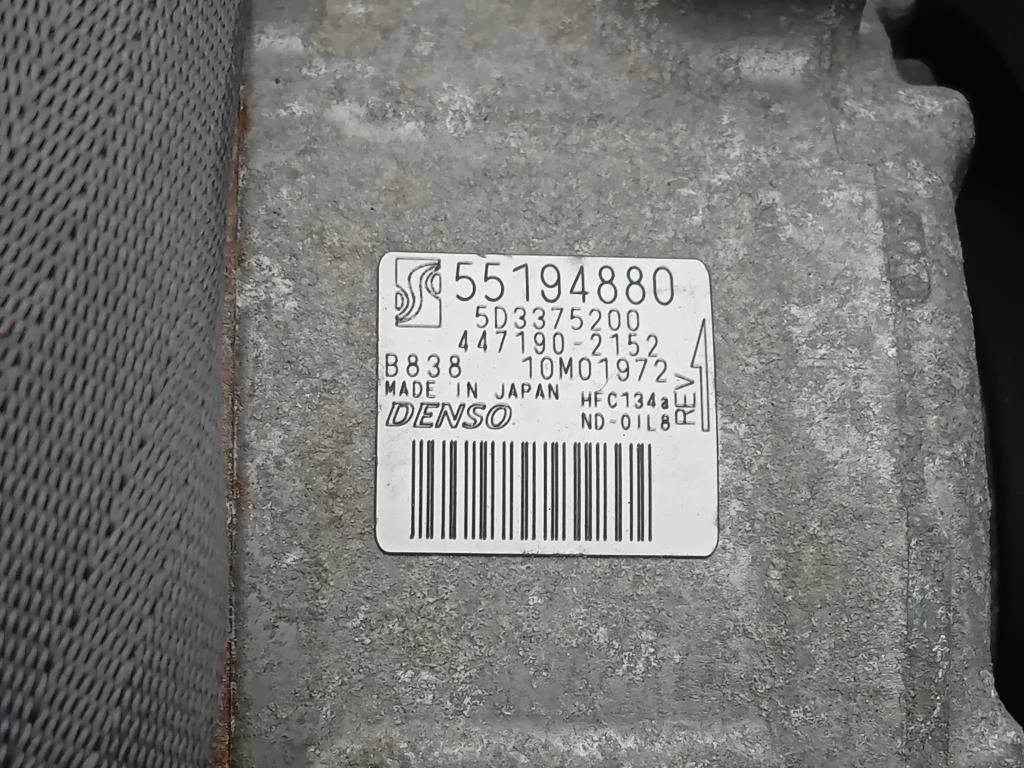 55194880
5D3375200
447190-2152
B838 10M01972
MADE IN JAPAN HFC134a
DENSO ND-OIL8
REV